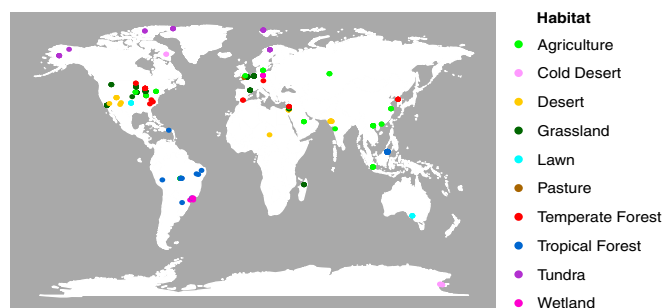 Habitat
Agriculture
Cold Desert
Desert
Grassland
Lawn
Pasture
Temperate Forest
Tropical Forest
Tundra
Wetland